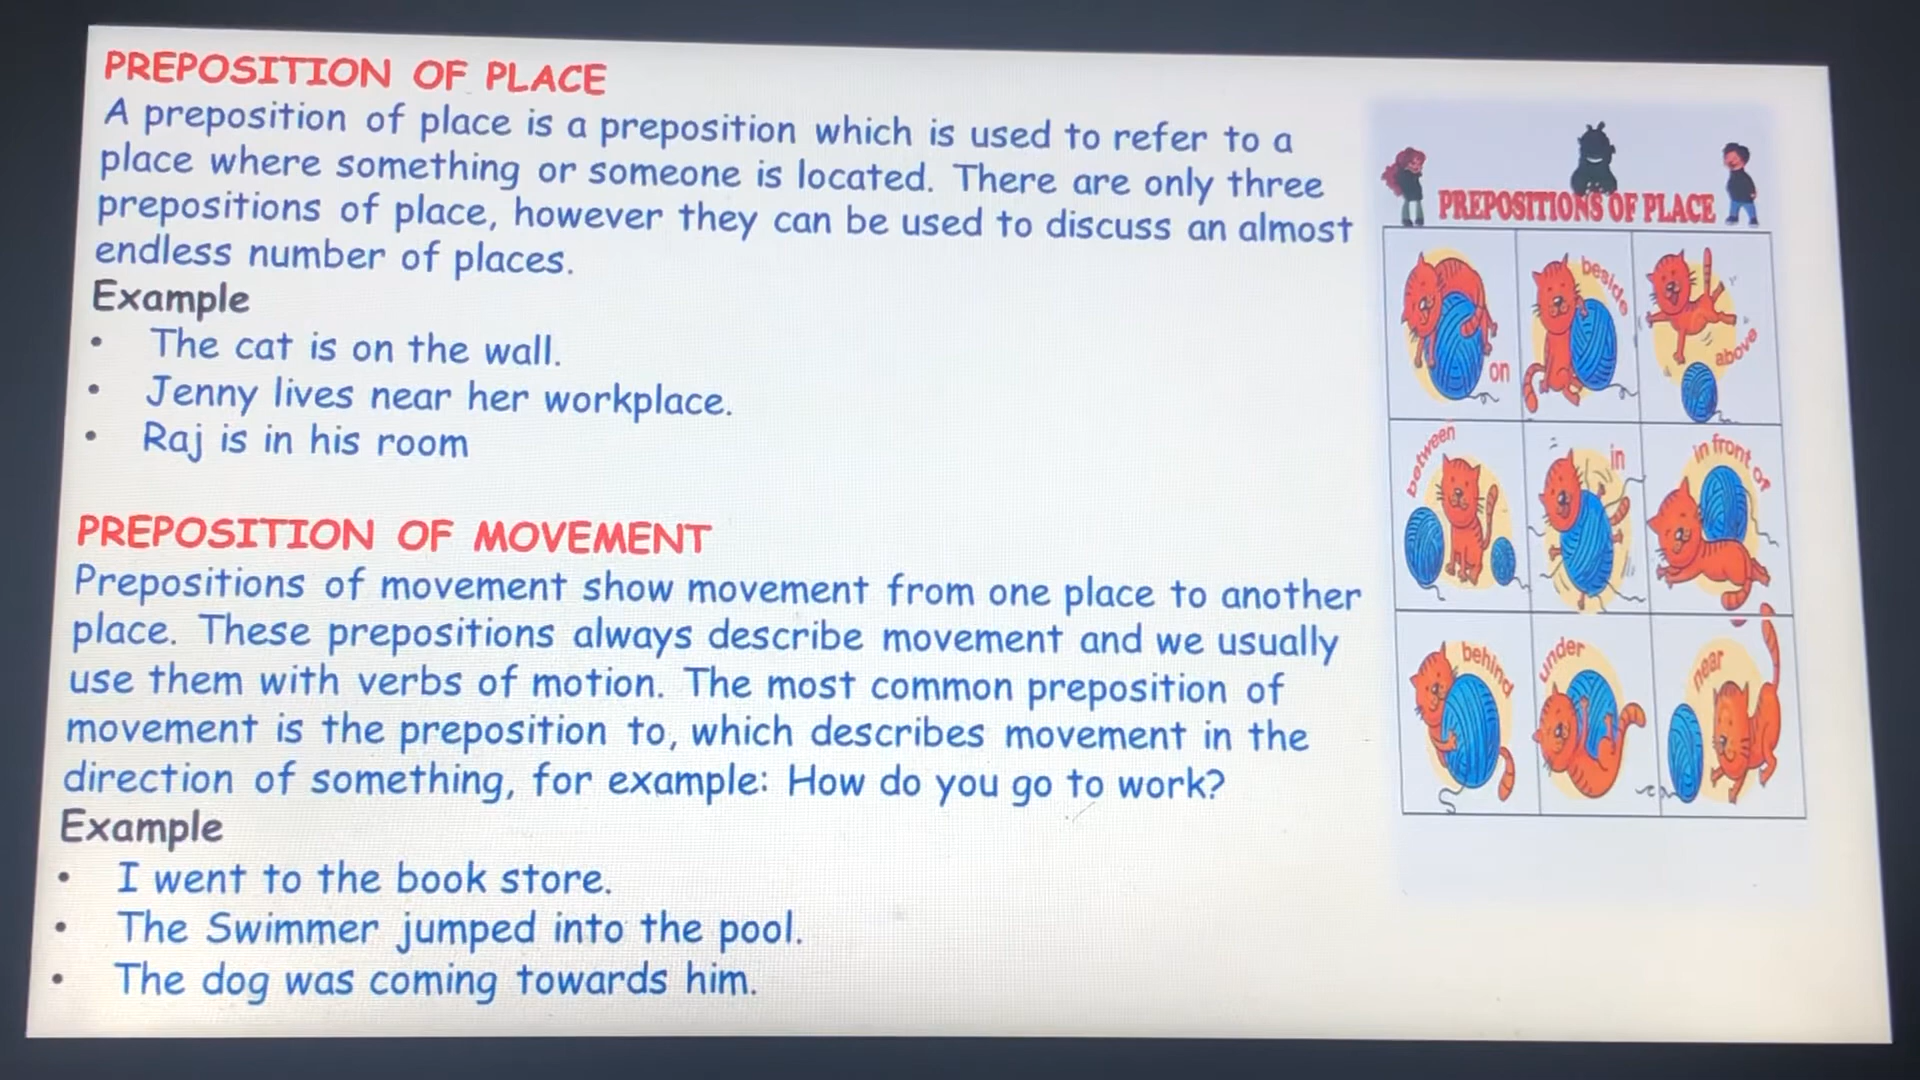 PREPOSITION OF PLACE
A preposition of place is a preposition which is used to refer to a
place where something or someone is located. There are only three
prepositions of place, however they can be used to discuss an almost
endless number of places.
Example
• The cat is on the wall.
• Jenny lives near her workplace.
• Raj is in his room
PREPOSITION OF MOVEMENT
Prepositions of movement show movement from one place to another
place. These prepositions always describe movement and we usually
use them with verbs of motion. The most common preposition of
movement is the preposition to, which describes movement in the
direction of something, for example: How do you go to work?
Example
• I went to the book store.
• The Swimmer jumped into the pool.
• The dog was coming towards him.
PREPOSITIONS OF PLACE
on
beside
above
between
in
in front of
behind
under
near